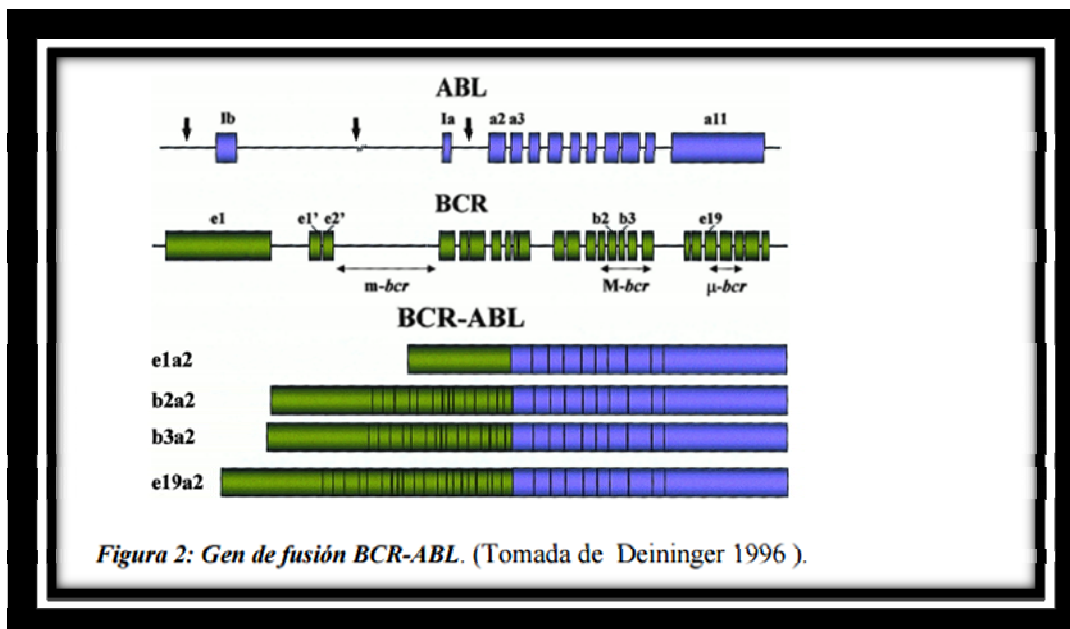 ABL
Ib Ia a2 a3 a11
BCR
e1 e1' e2' b2 b3 e19
m-bcr M-bcr μ-bcr
BCR-ABL
e1a2
b2a2
b3a2
e19a2
Figura 2: Gen de fusión BCR-ABL. (Tomada de Deininger 1996 ).